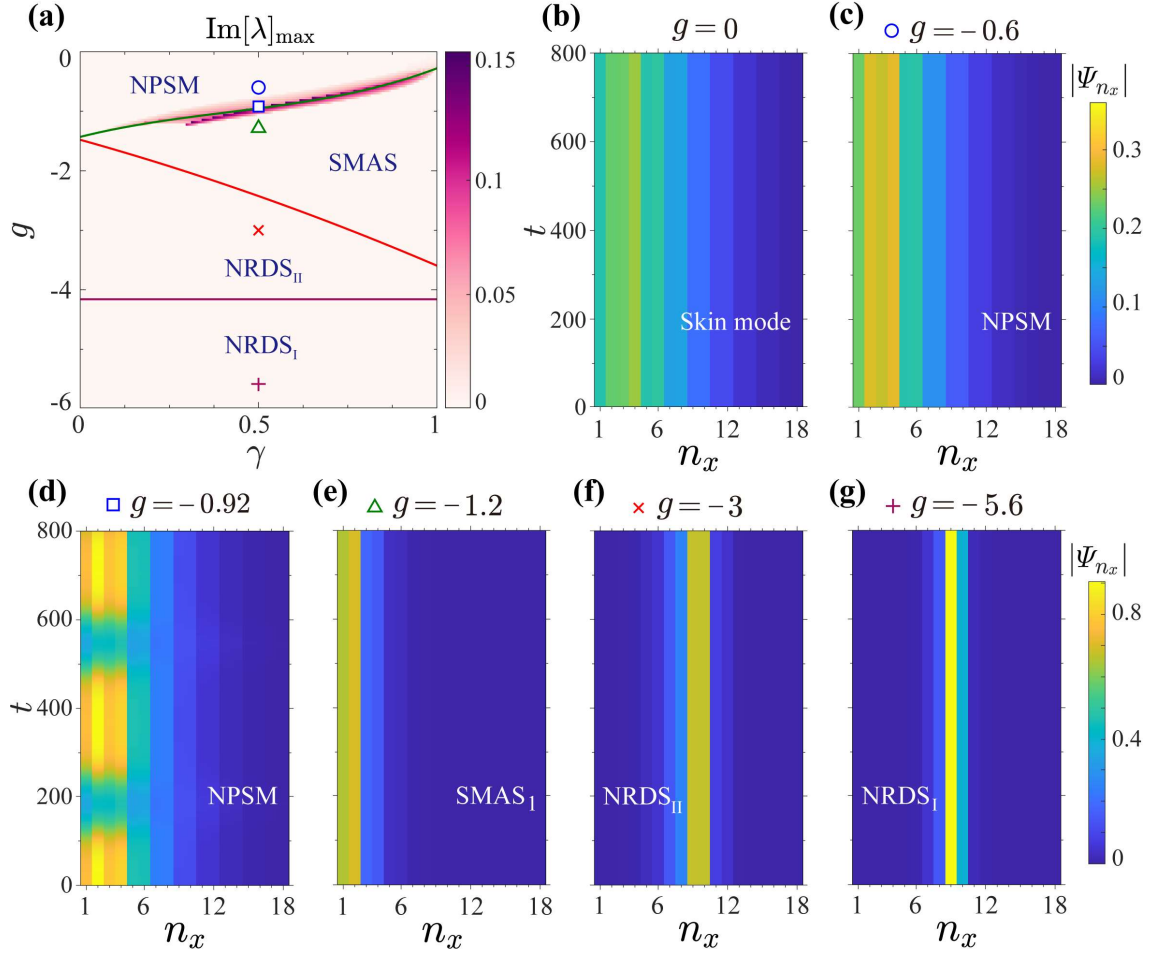 (a)
Im[λ]max
0
-2
-4
-6
g
NPSM
SMAS
NRDSII
NRDSI
0
0.5
1
γ
0.15
0.1
0.05
0
(b)
g=0
800
600
400
200
0
t
Skin mode
1 6 12 18
nx
(c)
g=−0.6
NPSM
1 6 12 18
nx
|Ψnx|
0.3
0.2
0.1
0
(d)
g=−0.92
800
600
400
200
0
t
NPSM
1 6 12 18
nx
(e)
g=−1.2
SMAS1
1 6 12 18
nx
(f)
g=−3
NRDSII
1 6 12 18
nx
(g)
g=−5.6
NRDSI
1 6 12 18
nx
|Ψnx|
0.8
0.4
0